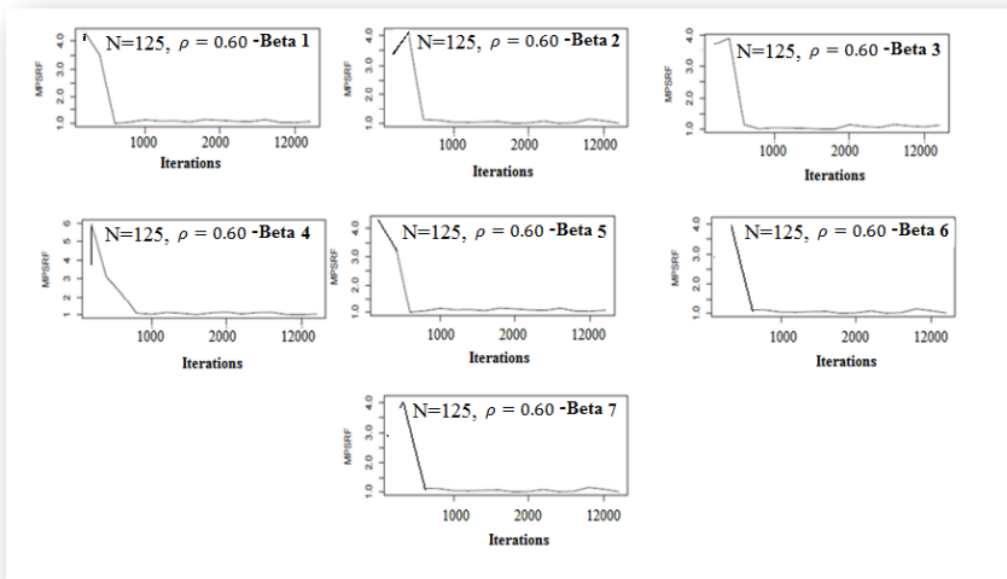 N=125, ρ = 0.60 -Beta 1
MPSRF
4.0
3.0
2.0
1.0
1000 2000 12000
Iterations
N=125, ρ = 0.60 -Beta 2
MPSRF
4.0
3.0
2.0
1.0
1000 2000 12000
Iterations
N=125, ρ = 0.60 -Beta 3
MPSRF
4.0
3.0
2.0
1.0
1000 2000 12000
Iterations
N=125, ρ = 0.60 -Beta 4
MPSRF
6
5
4
3
2
1
1000 2000 12000
Iterations
N=125, ρ = 0.60 -Beta 5
MPSRF
4.0
3.0
2.0
1.0
1000 2000 12000
Iterations
N=125, ρ = 0.60 -Beta 6
MPSRF
4.0
3.0
2.0
1.0
1000 2000 12000
Iterations
N=125, ρ = 0.60 -Beta 7
MPSRF
4.0
3.0
2.0
1.0
1000 2000 12000
Iterations